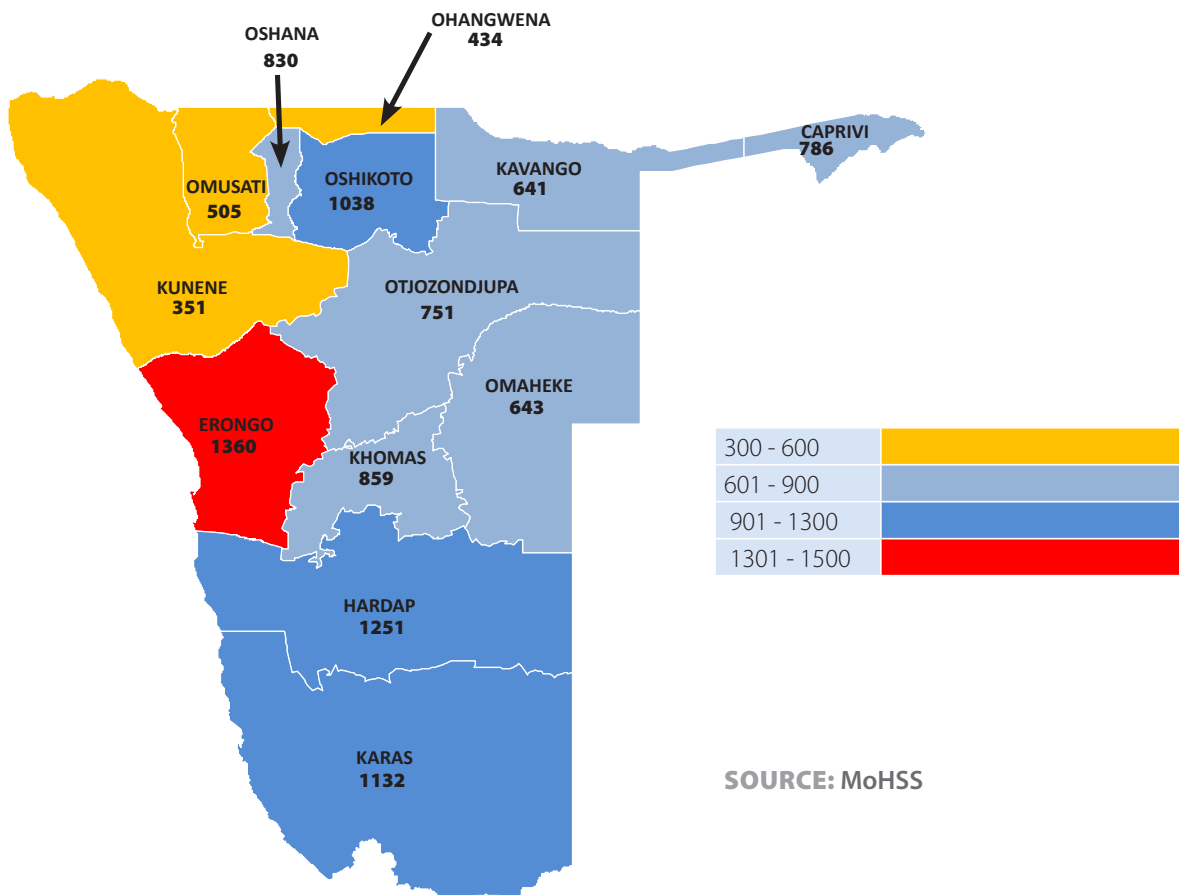 OHANGWENA
434
OSHANA
830
CAPRIVI
786
KAVANGO
641
OMUSATI
505
OSHIKOTO
1038
KUNENE
351
OTJOZONDJUPA
751
OMAHEKE
643
ERONGO
1360
KHOMAS
859
300 - 600
601 - 900
901 - 1300
1301 - 1500
HARDAP
1251
KARAS
1132
SOURCE: MoHSS